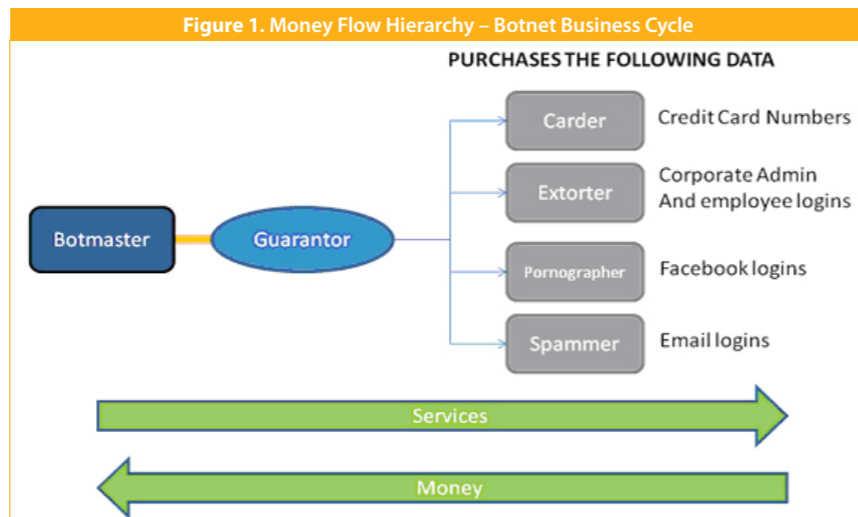 Figure 1. Money Flow Hierarchy – Botnet Business Cycle
PURCHASES THE FOLLOWING DATA
Carder
Credit Card Numbers
Extorter
Corporate Admin
And employee logins
Botmaster
Guarantor
Pornographer
Facebook logins
Spammer
Email logins
Services
Money